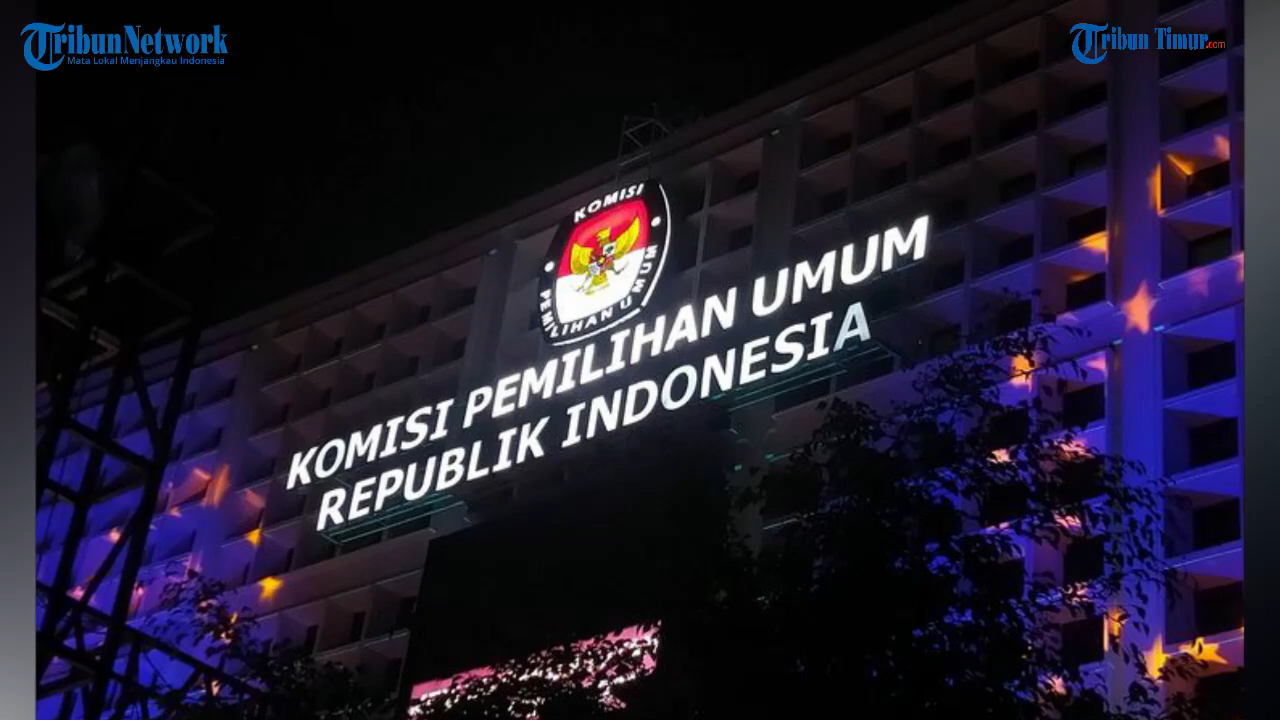 TribunNetwork
Mata Lokal Menjangkau Indonesia
Tribun Timur.com
KOMISI
PEMILIHAN UMUM
KOMISI PEMILIHAN UMUM
REPUBLIK INDONESIA